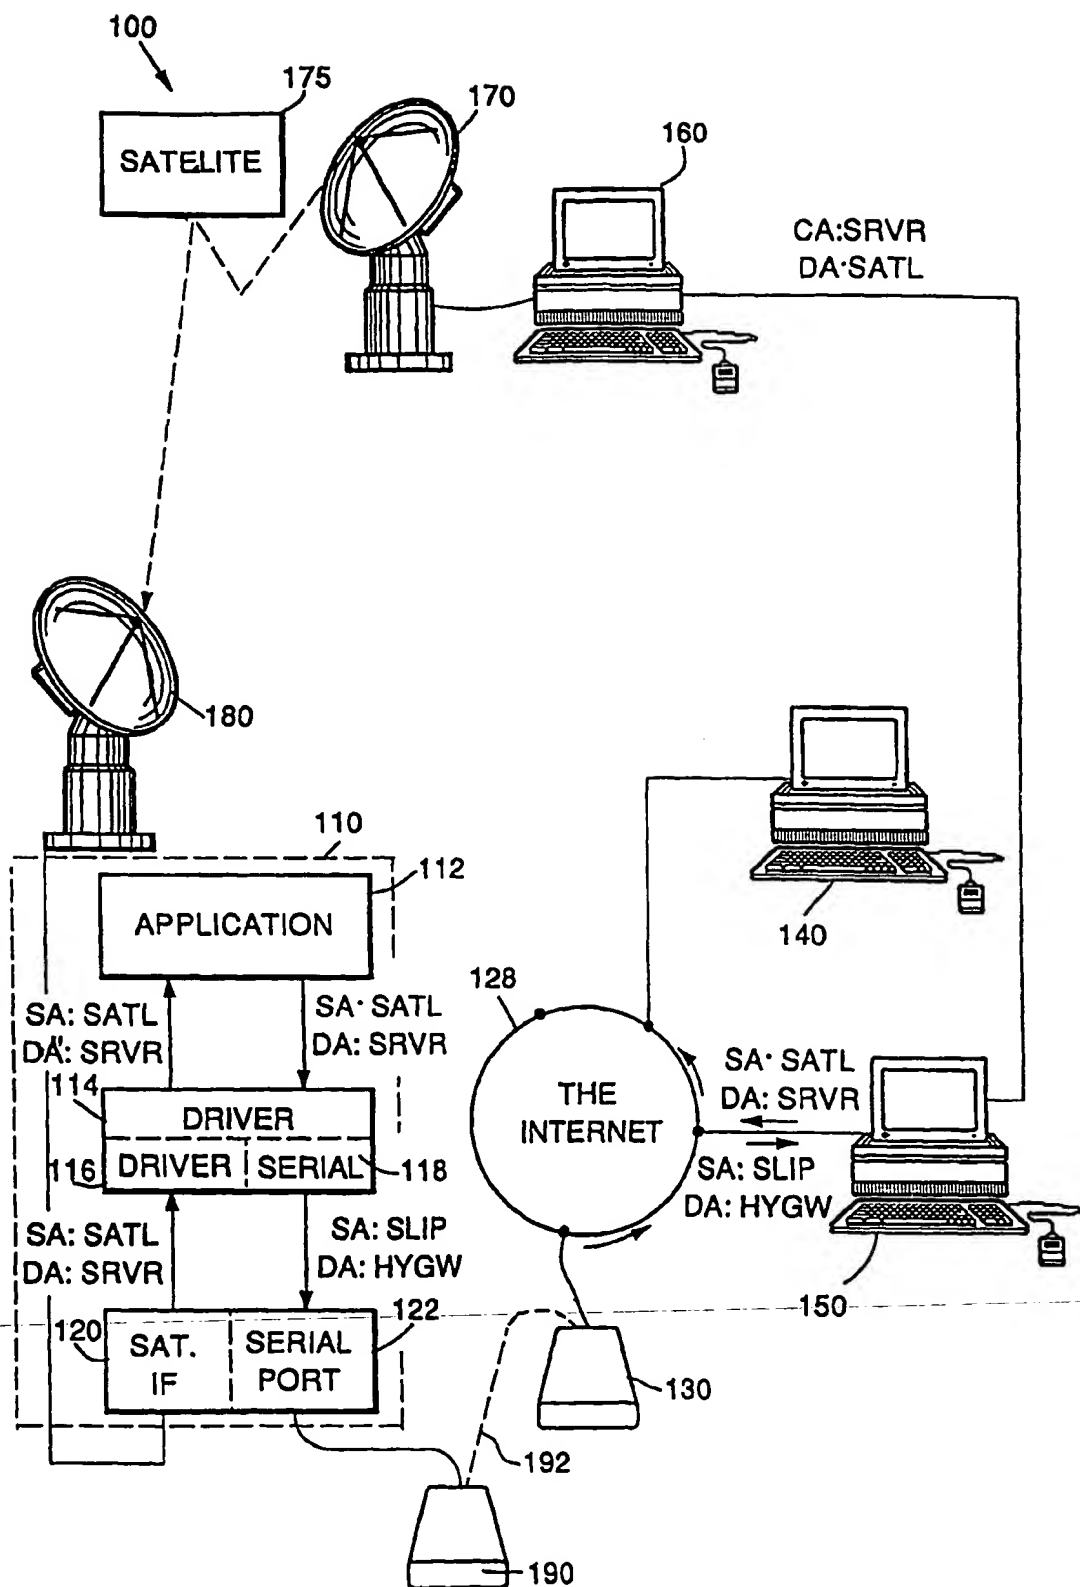 100
175
170
SATELITE
160
CA:SRVR
DA·SATL
180
110
112
APPLICATION
140
128
SA: SATL
DA": SRVR
SA· SATL
DA: SRVR
THE
INTERNET
SA· SATL
DA: SRVR
114
DRIVER
116
DRIVER
SERIAL
118
SA: SLIP
DA: HYGW
SA: SATL
DA: SRVR
SA: SLIP
DA: HYGW
150
120
SAT.
IF
SERIAL
PORT
122
130
192
190